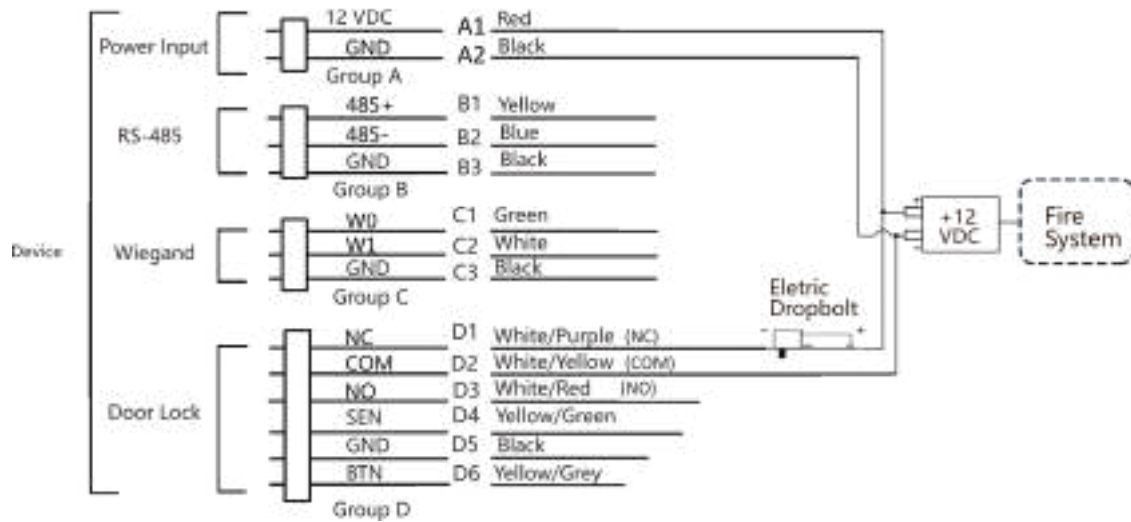 Device
Power Input
12 VDC A1 Red
GND A2 Black
Group A
RS-485
485+ B1 Yellow
485- B2 Blue
GND B3 Black
Group B
Wiegand
W0 C1 Green
W1 C2 White
GND C3 Black
Group C
Door Lock
NC D1 White/Purple (NC)
COM D2 White/Yellow (COM)
NO D3 White/Red (NO)
SEN D4 Yellow/Green
GND D5 Black
BTN D6 Yellow/Grey
Group D
Eletric
Dropbolt
- +
+
+12
VDC
-
Fire
System